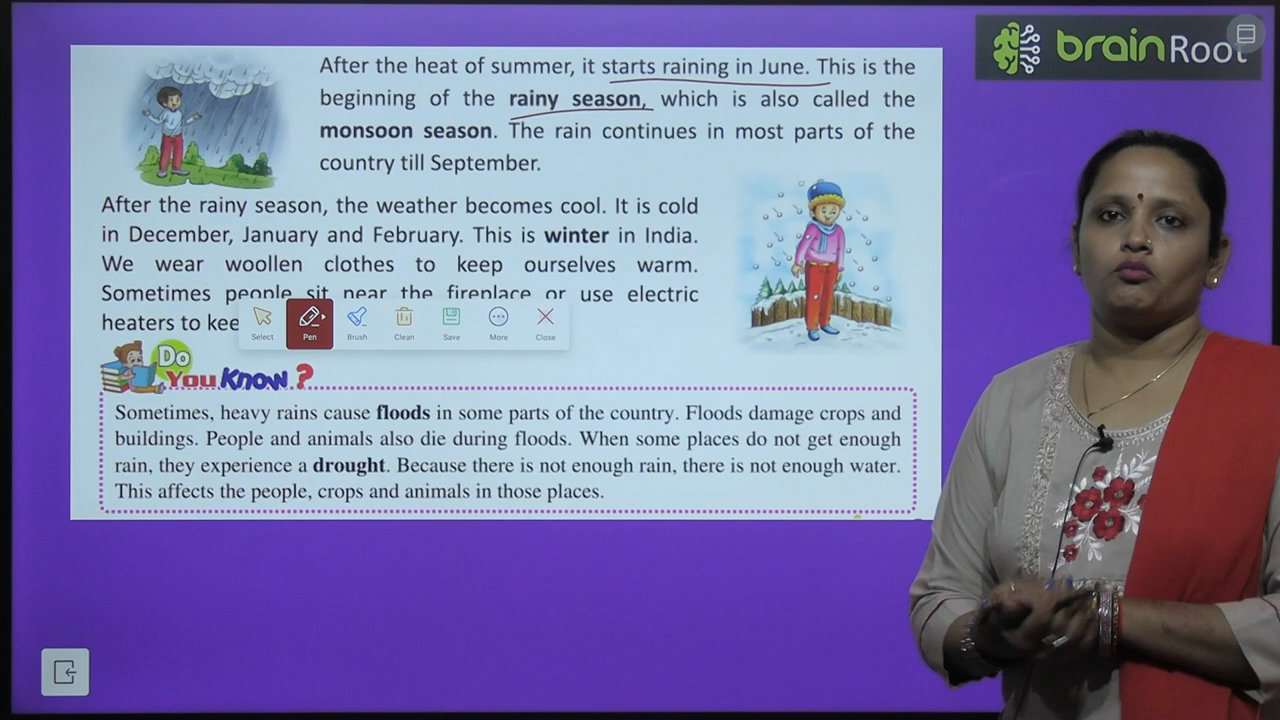 brainRoot
After the heat of summer, it starts raining in June. This is the
beginning of the rainy season, which is also called the
monsoon season. The rain continues in most parts of the
country till September.
After the rainy season, the weather becomes cool. It is cold
in December, January and February. This is winter in India.
We wear woollen clothes to keep ourselves warm.
Sometimes people sit near the fireplace or use electric
heaters to
Select Pen Brush Clean Save More Close
Do
You Know?
Sometimes, heavy rains cause floods in some parts of the country. Floods damage crops and
buildings. People and animals also die during floods. When some places do not get enough
rain, they experience a drought. Because there is not enough rain, there is not enough water.
This affects the people, crops and animals in those places.